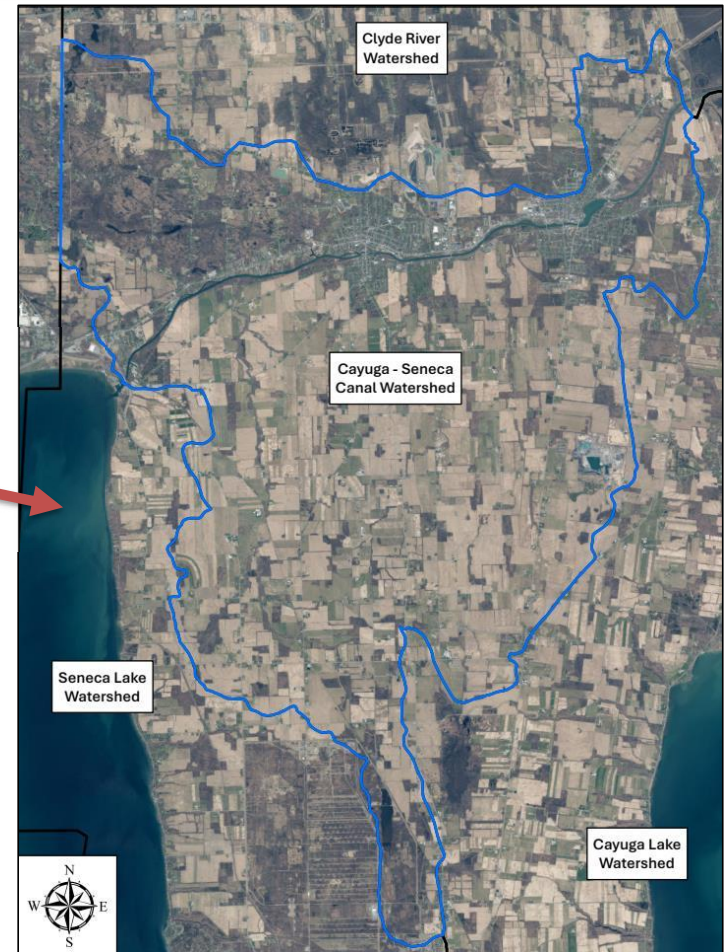 Clyde River
Watershed
Cayuga - Seneca
Canal Watershed
Seneca Lake
Watershed
Cayuga Lake
Watershed
N
W
E
S